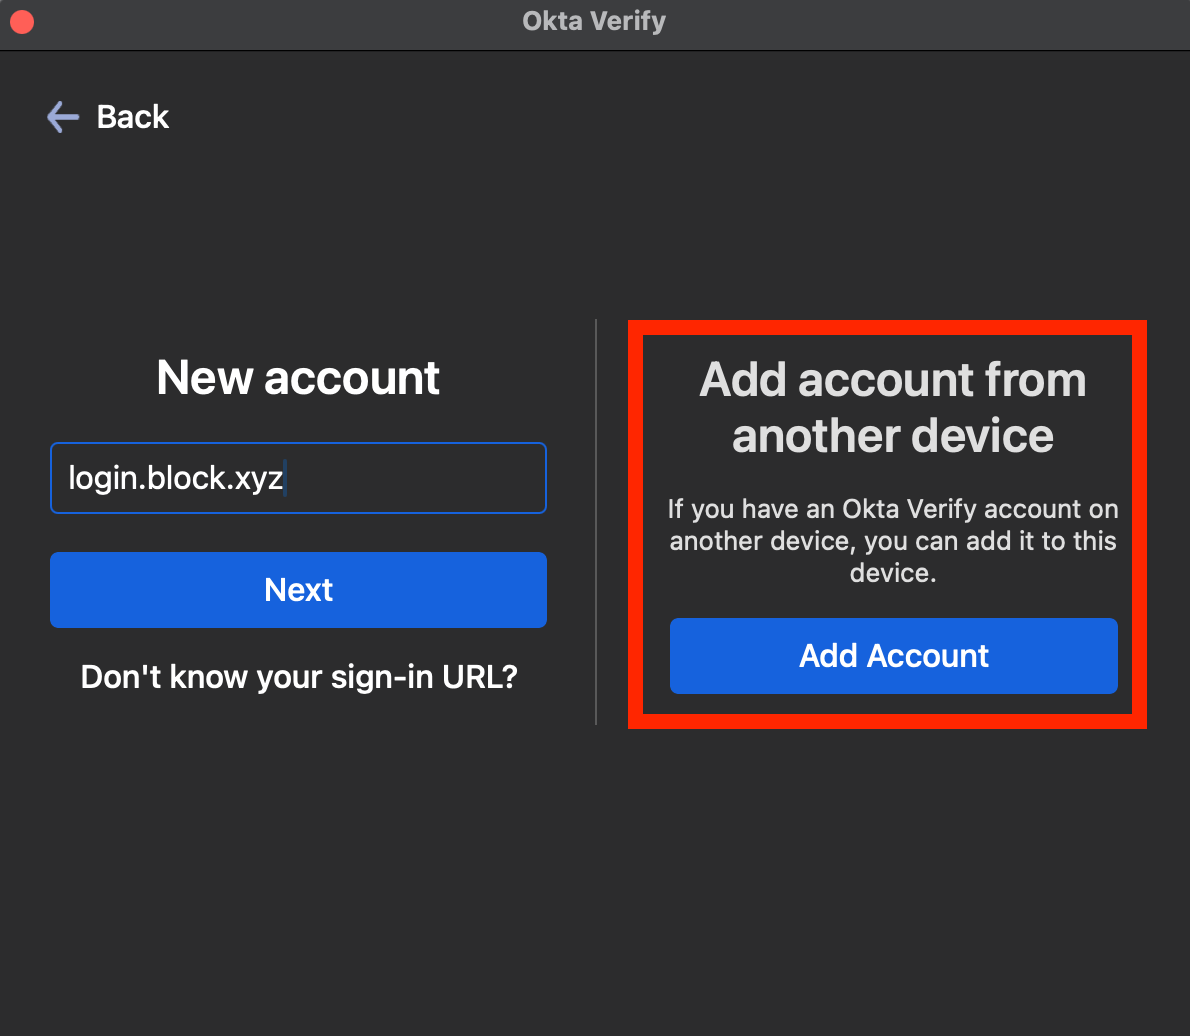 Okta Verify
Back
New account
login.block.xyz
Next
Don't know your sign-in URL?
Add account from
another device
If you have an Okta Verify account on
another device, you can add it to this
device.
Add Account